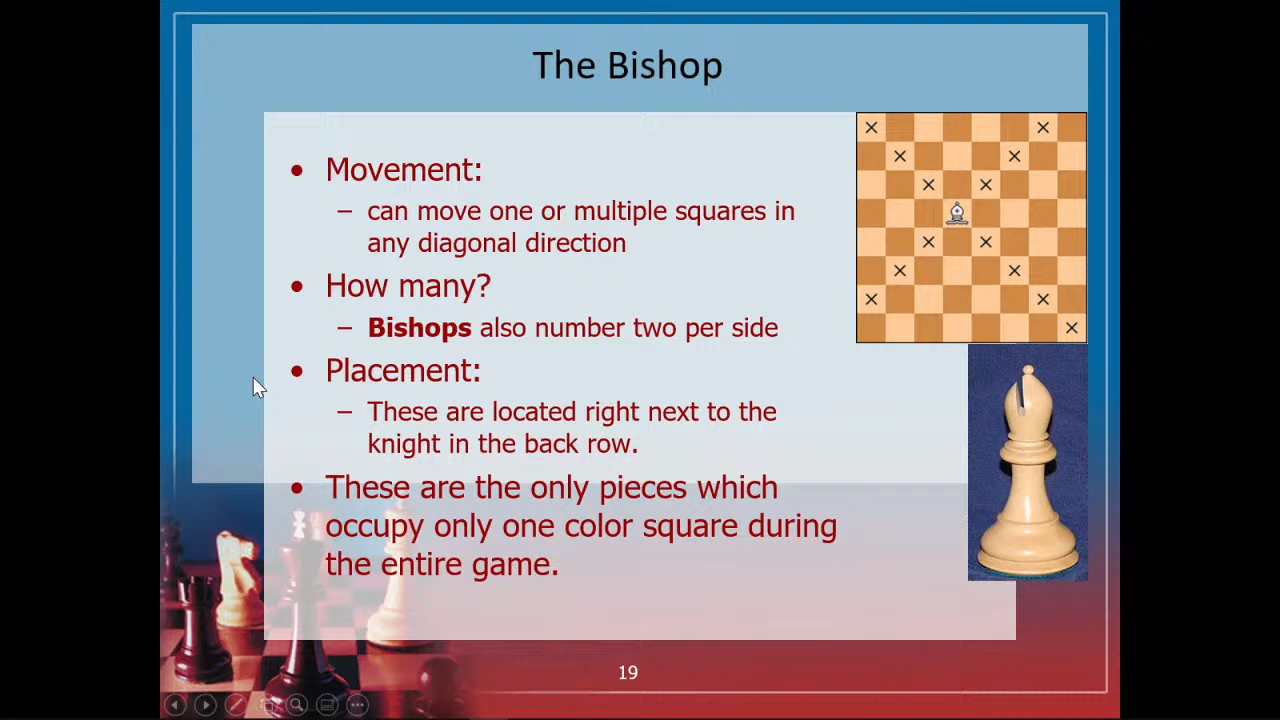 The Bishop
• Movement:
– can move one or multiple squares in
any diagonal direction
• How many?
– Bishops also number two per side
• Placement:
– These are located right next to the
knight in the back row.
• These are the only pieces which
occupy only one color square during
the entire game.
19